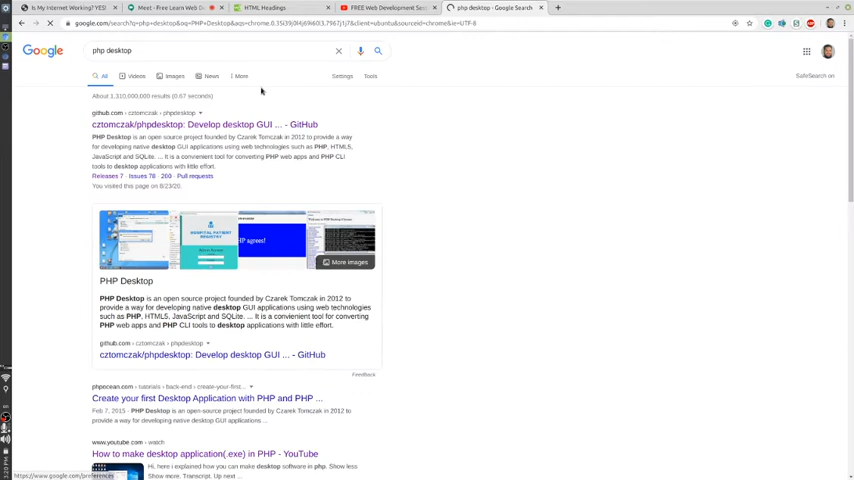 Is My Internet Working? YES!
Meet - Free Learn Web D
HTML Headings
FREE Web Development Ses
php desktop - Google Search
google.com/search?q=php+desktop&oq=PHP+Desktop&aqs=chrome.0.35i39j0l4j69i60l3.7967j1j7&client=ubuntu&sourceid=chrome&ie=UTF-8
Google
php desktop
All
Videos
Images
News
More
Settings
Tools
About 1,310,000,000 results (0.67 seconds)
SafeSearch on
github.com › cztomczak › phpdesktop
cztomczak/phpdesktop: Develop desktop GUI ... - GitHub
PHP Desktop is an open source project founded by Czarek Tomczak in 2012 to provide a way
for developing native desktop GUI applications using web technologies such as PHP, HTML5,
JavaScript and SQLite. ... It is a convenient tool for converting PHP web apps and PHP CLI
tools to desktop applications with little effort.
Releases 7 · Issues 78 · 200 · Pull requests
You visited this page on 8/23/20.
HOSPITAL PATIENT
REGISTRY
HP agrees!
More images
PHP Desktop
PHP Desktop is an open source project founded by Czarek Tomczak in 2012 to
provide a way for developing native desktop GUI applications using web technologies
such as PHP, HTML5, JavaScript and SQLite. ... It is a convenient tool for converting
PHP web apps and PHP CLI tools to desktop applications with little effort.
github.com › cztomczak › phpdesktop
cztomczak/phpdesktop: Develop desktop GUI ... - GitHub
Feedback
phpocean.com › tutorials › back-end › create-your-first...
Create your first Desktop Application with PHP and PHP ...
Feb 7, 2015 - PHP Desktop is an open-source project founded by Czarek Tomczak in 2012 to provide a way
for developing native desktop GUI applications ...
www.youtube.com › watch
How to make desktop application(.exe) in PHP - YouTube
Hi, here i explained how you can make desktop software in php. Show less
Show more. Transcript. Up next ...
https://www.google.com/preferences
3:20 PM